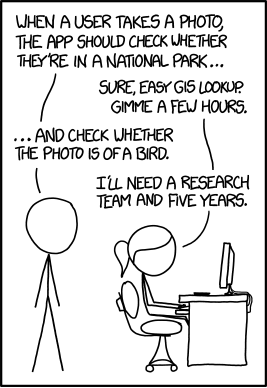 WHEN A USER TAKES A PHOTO,
THE APP SHOULD CHECK WHETHER
THEY'RE IN A NATIONAL PARK...
SURE, EASY GIS LOOKUP.
GIMME A FEW HOURS.
...AND CHECK WHETHER
THE PHOTO IS OF A BIRD.
I'LL NEED A RESEARCH
TEAM AND FIVE YEARS.